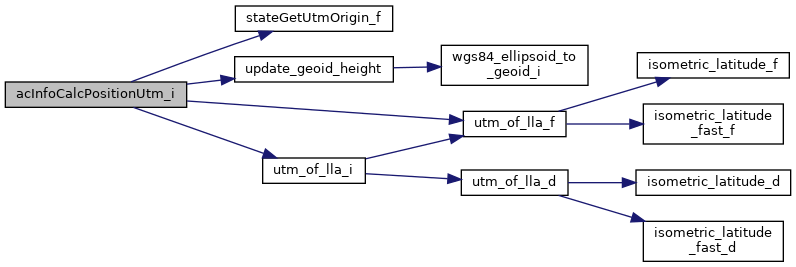 stateGetUtmOrigin_f
update_geoid_height
wgs84_ellipsoid_to
_geoid_i
acInfoCalcPositionUtm_i
utm_of_lla_f
utm_of_lla_i
utm_of_lla_d
isometric_latitude_f
isometric_latitude
_fast_f
isometric_latitude_d
isometric_latitude
_fast_d